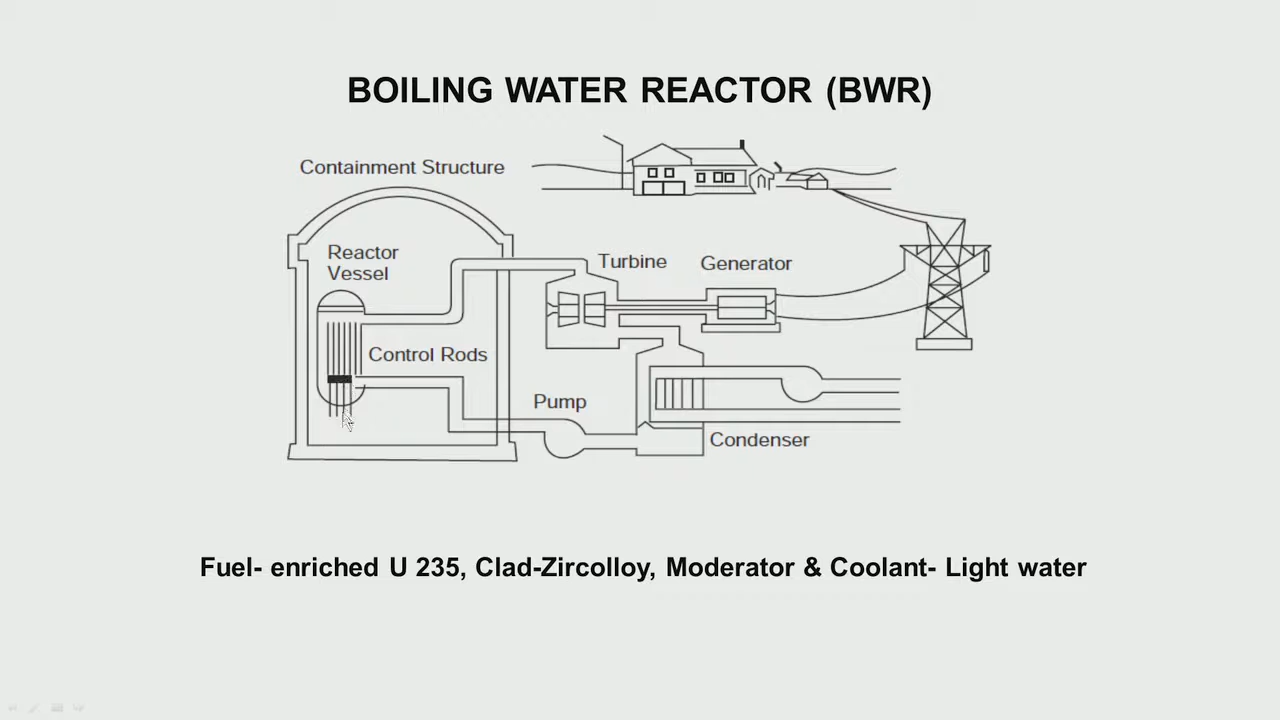 BOILING WATER REACTOR (BWR)
Containment Structure
Reactor
Vessel
Turbine
Generator
Control Rods
Pump
Condenser
Fuel- enriched U 235, Clad-Zircolloy, Moderator & Coolant- Light water